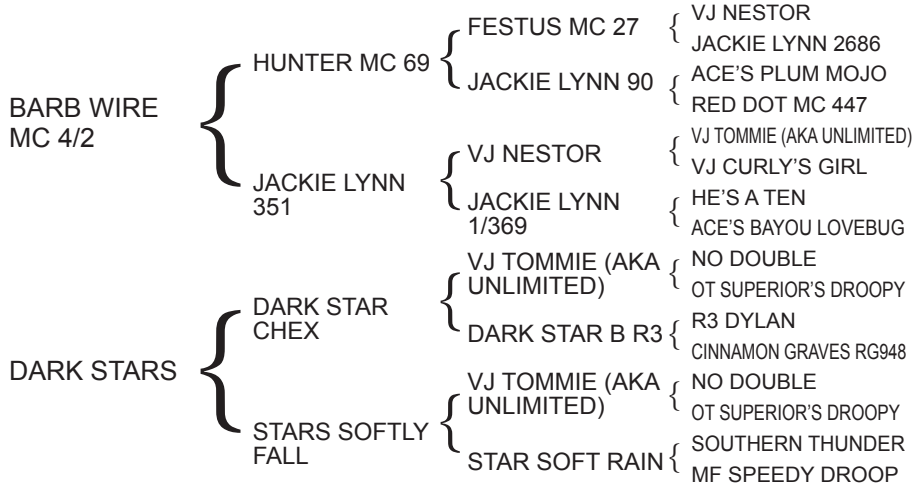 BARB WIRE
MC 4/2
DARK STARS
HUNTER MC 69
JACKIE LYNN
351
DARK STAR
CHEX
STARS SOFTLY
FALL
FESTUS MC 27
JACKIE LYNN 90
VJ NESTOR
JACKIE LYNN
1/369
VJ TOMMIE (AKA
UNLIMITED)
DARK STAR B R3
VJ TOMMIE (AKA
UNLIMITED)
STAR SOFT RAIN
VJ NESTOR
JACKIE LYNN 2686
ACE'S PLUM MOJO
RED DOT MC 447
VJ TOMMIE (AKA UNLIMITED)
VJ CURLY'S GIRL
HE'S A TEN
ACE'S BAYOU LOVEBUG
NO DOUBLE
OT SUPERIOR'S DROOPY
R3 DYLAN
CINNAMON GRAVES RG948
NO DOUBLE
OT SUPERIOR'S DROOPY
SOUTHERN THUNDER
MF SPEEDY DROOP